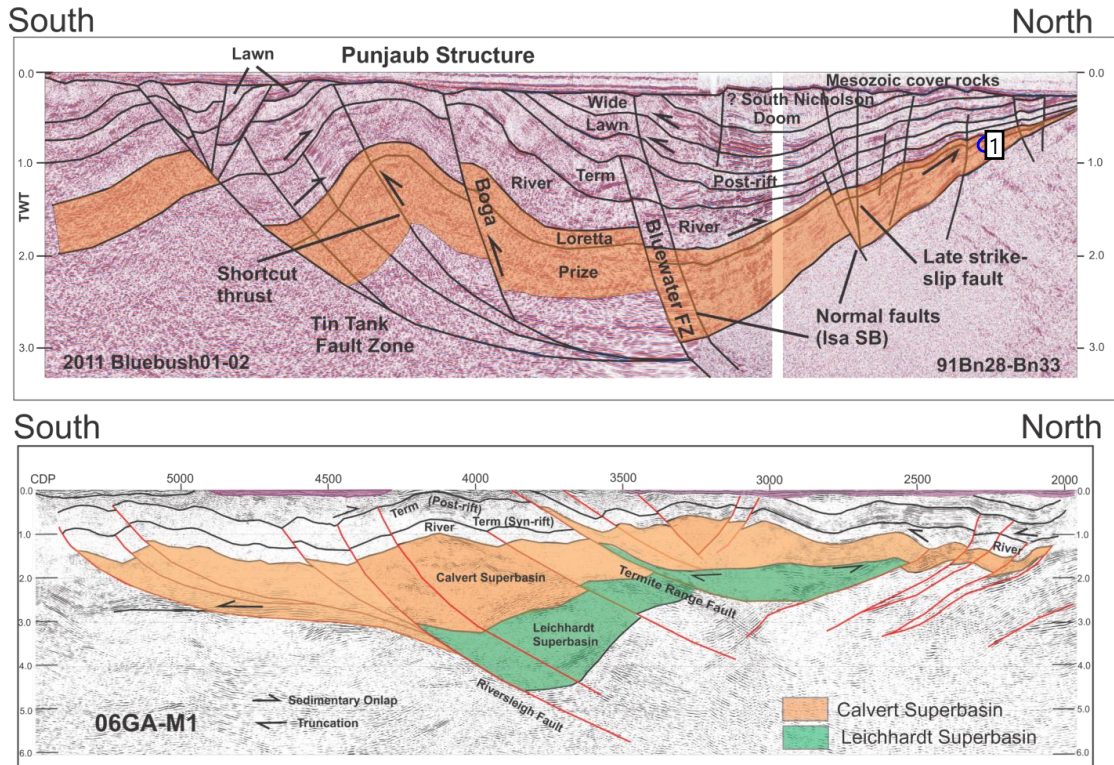 South
North
Lawn
Punjaub Structure
Mesozoic cover rocks
0.0
0.0
Wide
? South Nicholson
Lawn
Doom
1
1.0
1.0
TWT
River
Term
Post-rift
Boga
River
Loretta
Bluewater FZ
Prize
2.0
2.0
Shortcut
thrust
Late strike-
slip fault
Tin Tank
Fault Zone
Normal faults
(Isa SB)
3.0
3.0
2011 Bluebush01-02
91Bn28-Bn33
South
North
CDP
5000
4500
4000
3500
3000
2500
2000
0.0
0.0
Term (Post-rift)
River
Term (Syn-rift)
River
1.0
1.0
Calvert Superbasin
Termite Range Fault
2.0
2.0
Leichhardt
Superbasin
3.0
3.0
4.0
4.0
Riversleigh Fault
Sedimentary Onlap
Truncation
06GA-M1
5.0
5.0
Calvert Superbasin
Leichhardt Superbasin
6.0
6.0